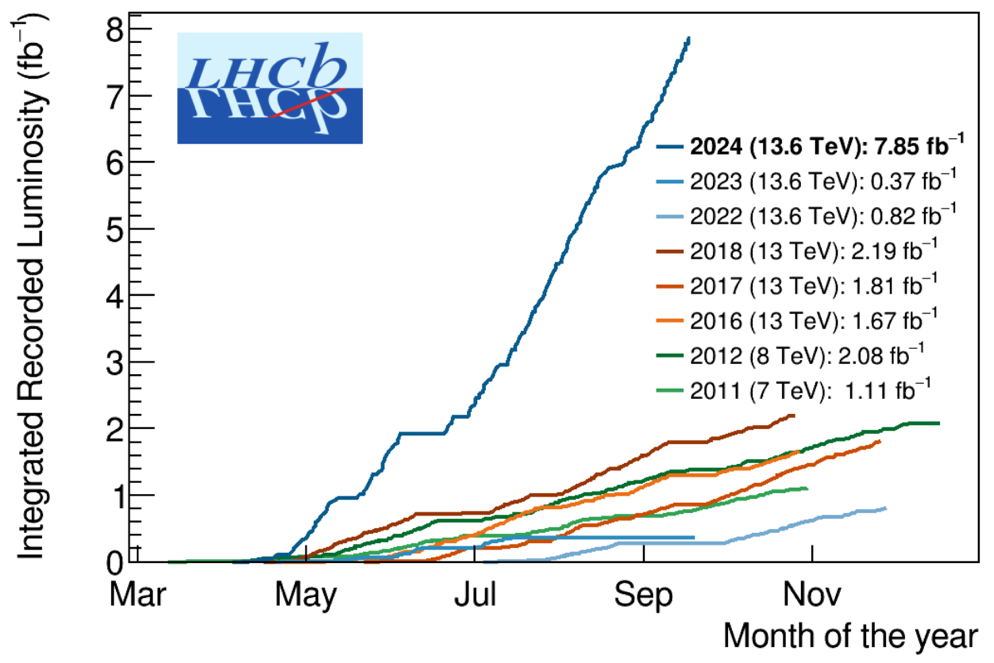 Integrated Recorded Luminosity (fb⁻¹)
8
7
6
5
4
3
2
1
0
LHCb
LHCb
2024 (13.6 TeV): 7.85 fb⁻¹
2023 (13.6 TeV): 0.37 fb⁻¹
2022 (13.6 TeV): 0.82 fb⁻¹
2018 (13 TeV): 2.19 fb⁻¹
2017 (13 TeV): 1.81 fb⁻¹
2016 (13 TeV): 1.67 fb⁻¹
2012 (8 TeV): 2.08 fb⁻¹
2011 (7 TeV): 1.11 fb⁻¹
Mar May Jul Sep Nov
Month of the year